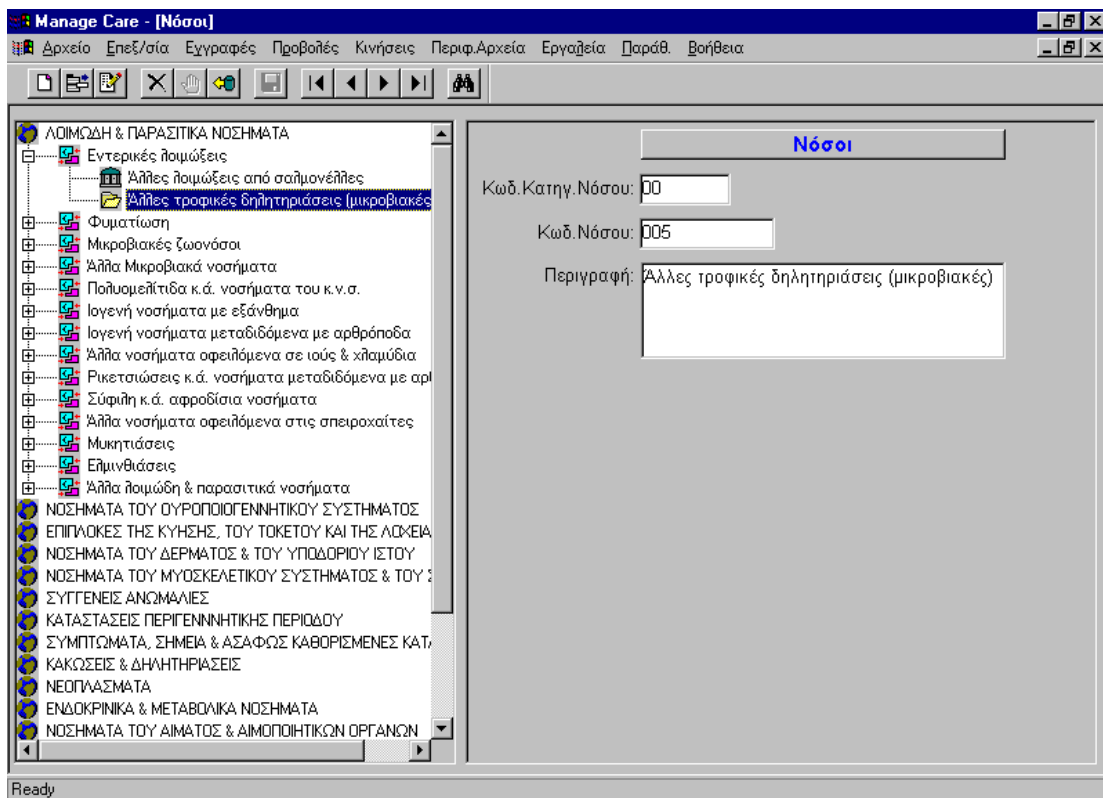 Manage Care - [Νόσοι]
Αρχείο Επεξ/σία Εγγραφές Προβολές Κινήσεις Περιφ.Αρχεία Εργαλεία Παράθ. Βοήθεια
ΛΟΙΜΩΔΗ & ΠΑΡΑΣΙΤΙΚΑ ΝΟΣΗΜΑΤΑ
Εντερικές λοιμώξεις
Άλλες λοιμώξεις από σαλμονέλλες
Άλλες τροφικές δηλητηριάσεις (μικροβιακές
Φυματίωση
Μικροβιακές ζωονόσοι
Άλλα Μικροβιακά νοσήματα
Πολυομελίτιδα κ.ά. νοσήματα του κ.ν.σ.
Ιογενή νοσήματα με εξάνθημα
Ιογενή νοσήματα μεταδιδόμενα με αρθρόποδα
Άλλα νοσήματα οφειλόμενα σε ιούς & χλαμύδια
Ρικετσιώσεις κ.ά. νοσήματα μεταδιδόμενα με αρ
Σύφιλη κ.ά. αφροδίσια νοσήματα
Άλλα νοσήματα οφειλόμενα στις σπειροχαίτες
Μυκητιάσεις
Ελμινθιάσεις
Άλλα λοιμώδη & παρασιτικά νοσήματα
ΝΟΣΗΜΑΤΑ ΤΟΥ ΟΥΡΟΠΟΙΟΓΕΝΝΗΤΙΚΟΥ ΣΥΣΤΗΜΑΤΟΣ
ΕΠΙΠΛΟΚΕΣ ΤΗΣ ΚΥΗΣΗΣ, ΤΟΥ ΤΟΚΕΤΟΥ ΚΑΙ ΤΗΣ ΛΟΧΕΙΑ
ΝΟΣΗΜΑΤΑ ΤΟΥ ΔΕΡΜΑΤΟΣ & ΤΟΥ ΥΠΟΔΟΡΙΟΥ ΙΣΤΟΥ
ΝΟΣΗΜΑΤΑ ΤΟΥ ΜΥΟΣΚΕΛΕΤΙΚΟΥ ΣΥΣΤΗΜΑΤΟΣ & ΤΟΥ Σ
ΣΥΓΓΕΝΕΙΣ ΑΝΩΜΑΛΙΕΣ
ΚΑΤΑΣΤΑΣΕΙΣ ΠΕΡΙΓΕΝΝΝΗΤΙΚΗΣ ΠΕΡΙΟΔΟΥ
ΣΥΜΠΤΩΜΑΤΑ, ΣΗΜΕΙΑ & ΑΣΑΦΩΣ ΚΑΘΟΡΙΣΜΕΝΕΣ ΚΑΤΑ
ΚΑΚΩΣΕΙΣ & ΔΗΛΗΤΗΡΙΑΣΕΙΣ
ΝΕΟΠΛΑΣΜΑΤΑ
ΕΝΔΟΚΡΙΝΙΚΑ & ΜΕΤΑΒΟΛΙΚΑ ΝΟΣΗΜΑΤΑ
ΝΟΣΗΜΑΤΑ ΤΟΥ ΑΙΜΑΤΟΣ & ΑΙΜΟΠΟΙΗΤΙΚΩΝ ΟΡΓΑΝΩΝ
Νόσοι
Κωδ.Κατηγ.Νόσου: 00
Κωδ.Νόσου: 005
Περιγραφή: Άλλες τροφικές δηλητηριάσεις (μικροβιακές)
Ready